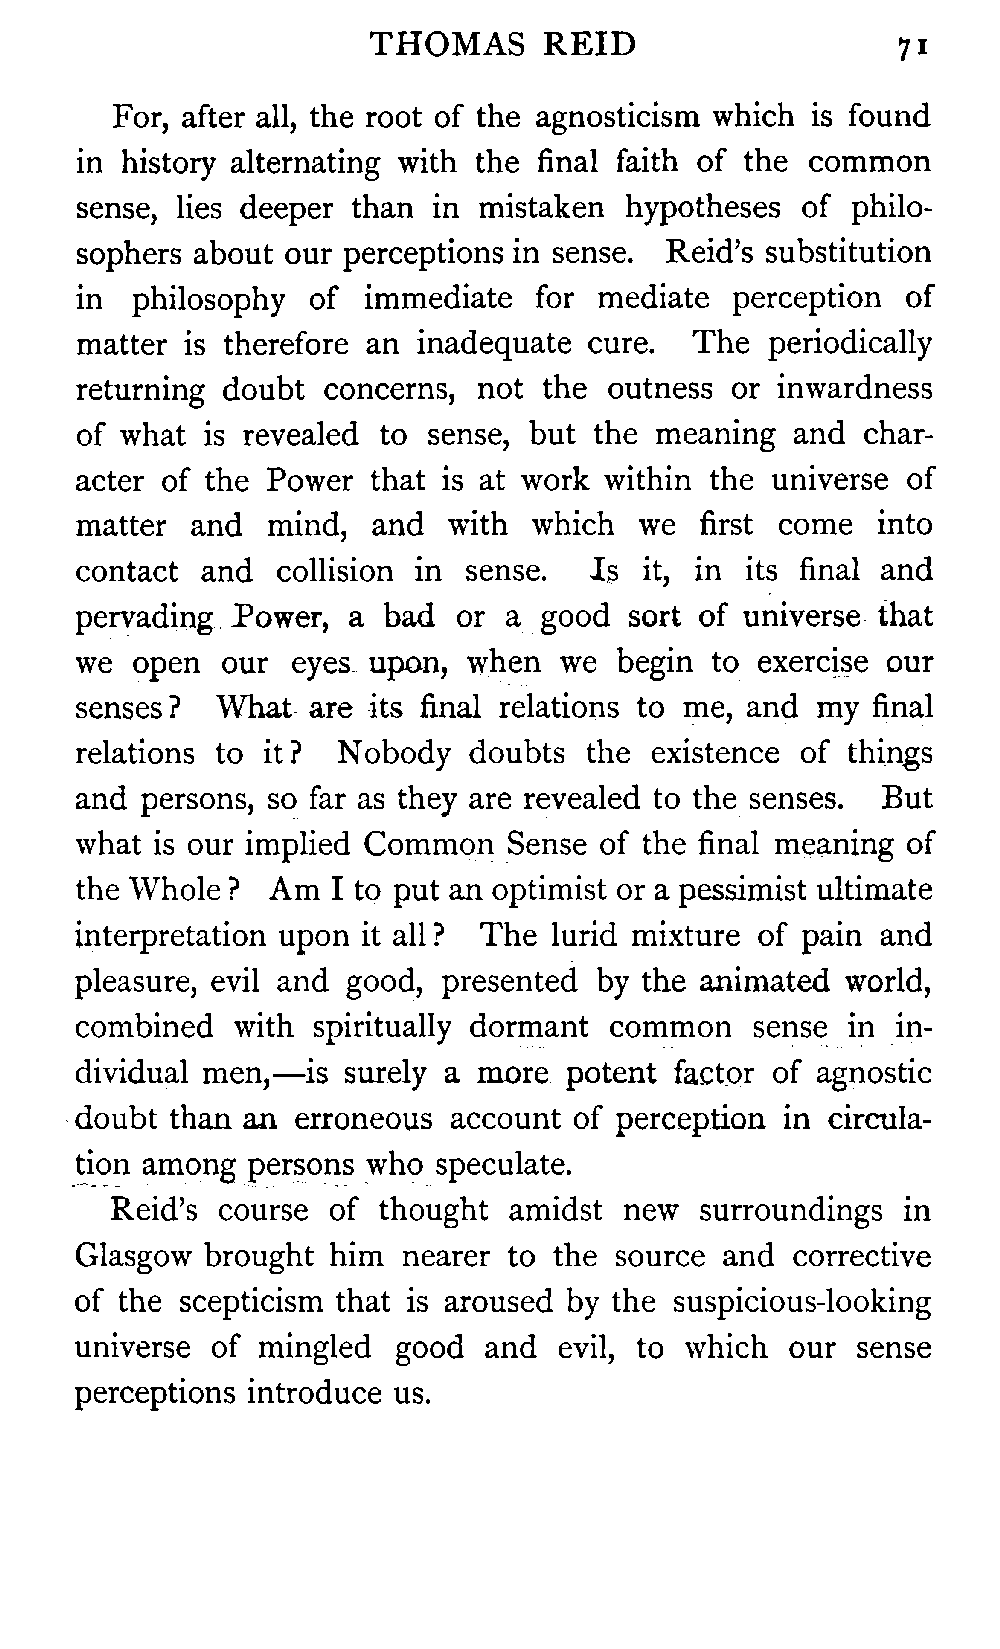 THOMAS REID 71
For, after all, the root of the agnosticism which is found
in history alternating with the final faith of the common
sense, lies deeper than in mistaken hypotheses of philo-
sophers about our perceptions in sense. Reid's substitution
in philosophy of immediate for mediate perception of
matter is therefore an inadequate cure. The periodically
returning doubt concerns, not the outness or inwardness
of what is revealed to sense, but the meaning and char-
acter of the Power that is at work within the universe of
matter and mind, and with which we first come into
contact and collision in sense. Is it, in its final and
pervading Power, a bad or a good sort of universe that
we open our eyes upon, when we begin to exercise our
senses? What are its final relations to me, and my final
relations to it? Nobody doubts the existence of things
and persons, so far as they are revealed to the senses. But
what is our implied Common Sense of the final meaning of
the Whole? Am I to put an optimist or a pessimist ultimate
interpretation upon it all? The lurid mixture of pain and
pleasure, evil and good, presented by the animated world,
combined with spiritually dormant common sense in in-
dividual men,—is surely a more potent factor of agnostic
doubt than an erroneous account of perception in circula-
tion among persons who speculate.
Reid's course of thought amidst new surroundings in
Glasgow brought him nearer to the source and corrective
of the scepticism that is aroused by the suspicious-looking
universe of mingled good and evil, to which our sense
perceptions introduce us.